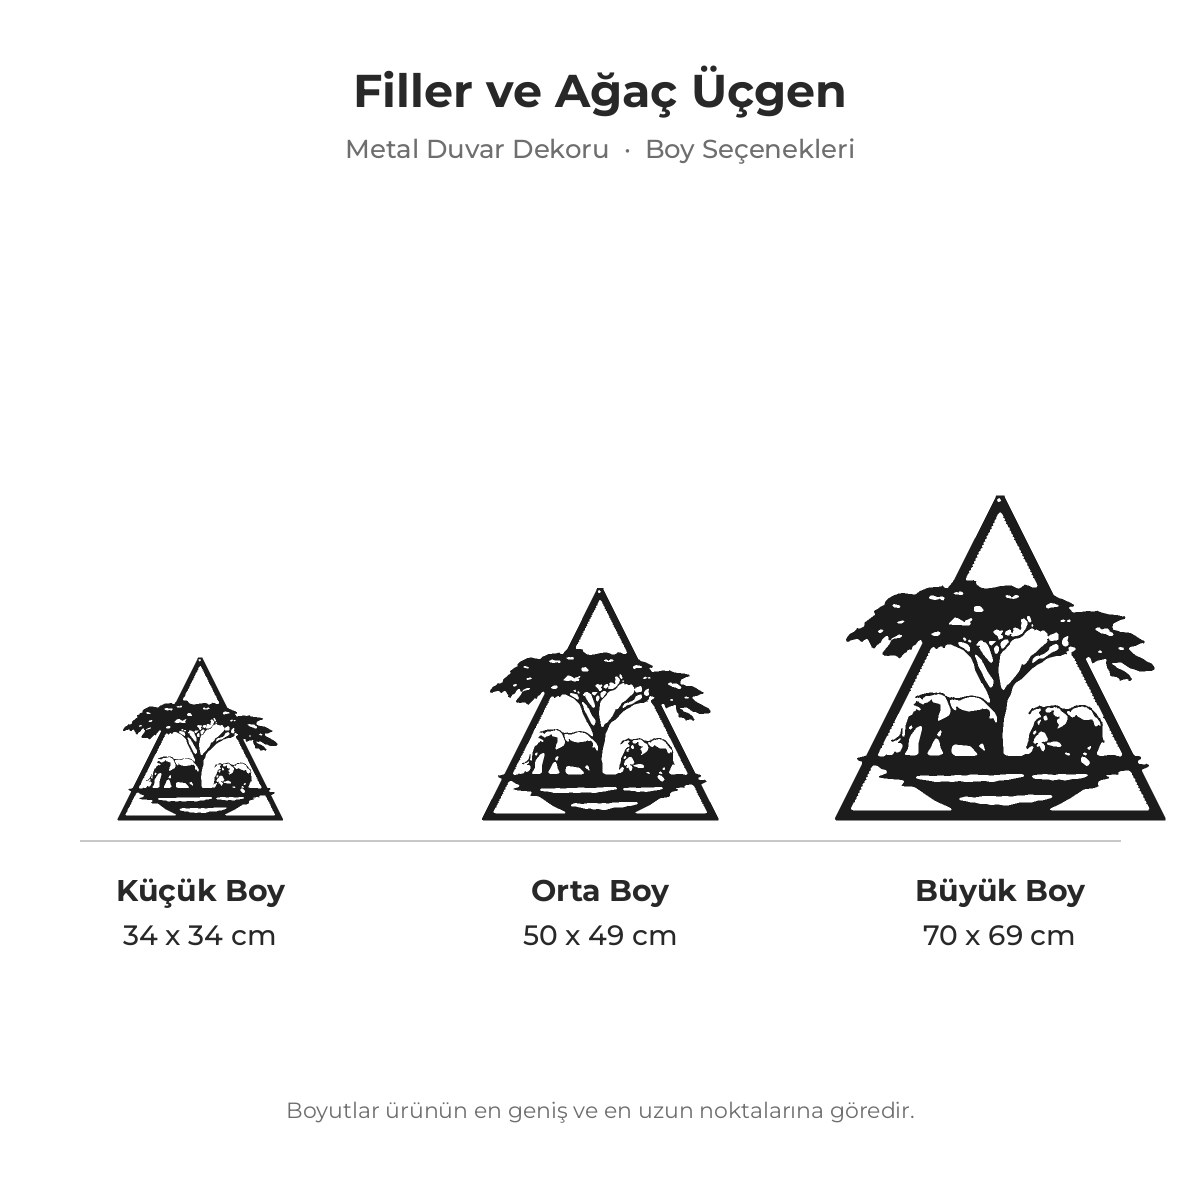 Filler ve Ağaç Üçgen
Metal Duvar Dekoru · Boy Seçenekleri
Küçük Boy
34 x 34 cm
Orta Boy
50 x 49 cm
Büyük Boy
70 x 69 cm
Boyutlar ürünün en geniş ve en uzun noktalarına göredir.